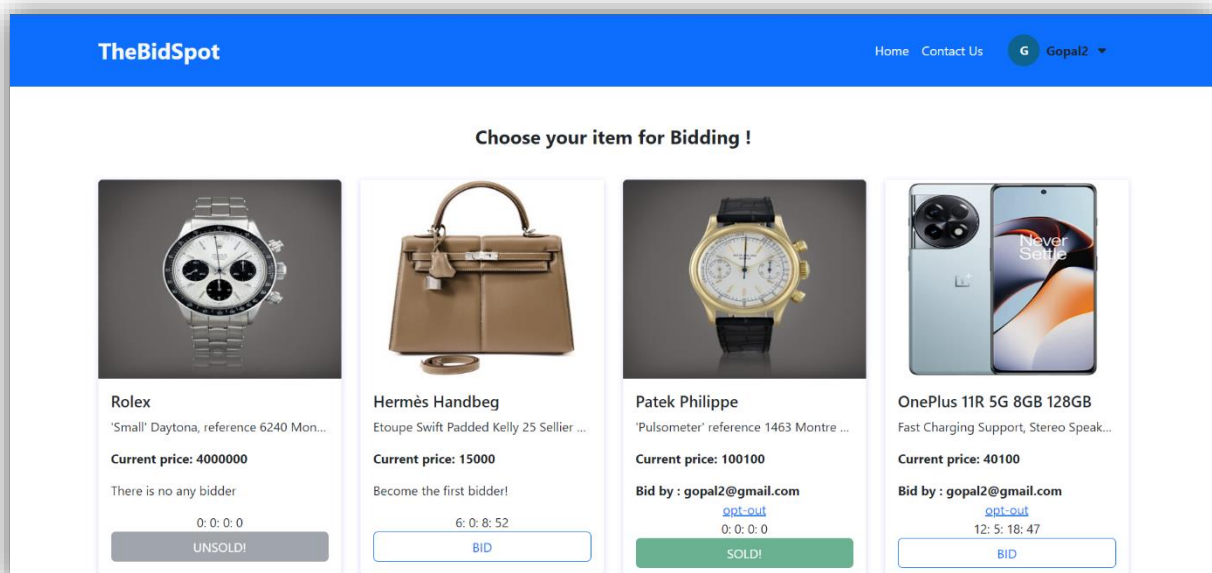 TheBidSpot
Home Contact Us G Gopal2
Choose your item for Bidding !
Never
Settle
Rolex
'Small' Daytona, reference 6240 Mon...
Current price: 4000000
There is no any bidder
0: 0: 0: 0
UNSOLD!
Hermès Handbeg
Etoupe Swift Padded Kelly 25 Sellier ...
Current price: 15000
Become the first bidder!
6: 0: 8: 52
BID
Patek Philippe
'Pulsometer' reference 1463 Montre ...
Current price: 100100
Bid by : gopal2@gmail.com
opt-out
0: 0: 0: 0
SOLD!
OnePlus 11R 5G 8GB 128GB
Fast Charging Support, Stereo Speak...
Current price: 40100
Bid by : gopal2@gmail.com
opt-out
12: 5: 18: 47
BID